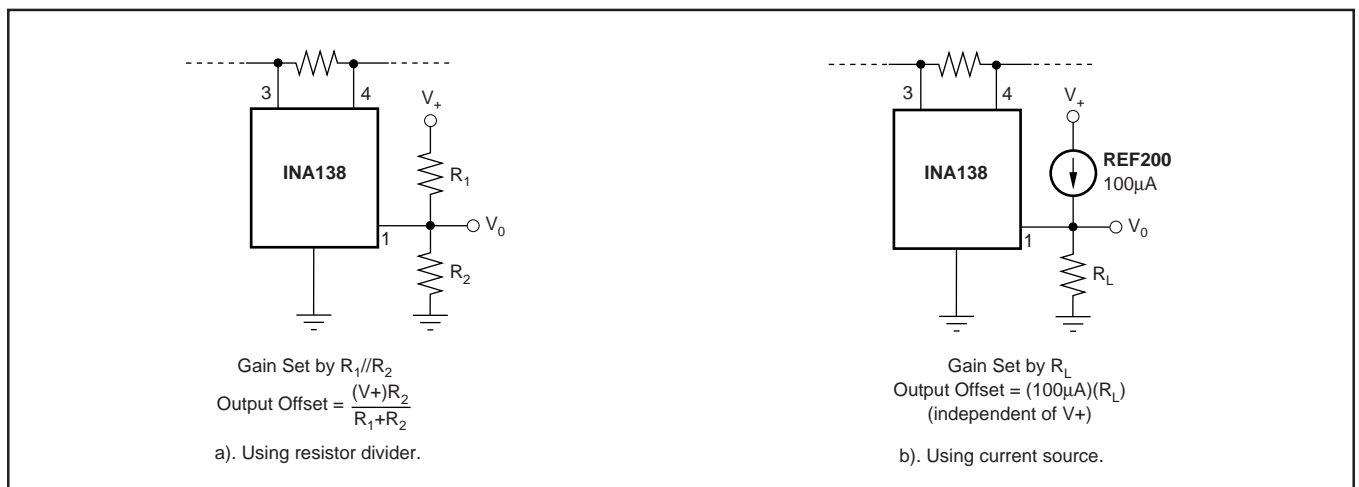 3 4
V+
INA138
R1
1
V0
R2
Gain Set by R1//R2
Output Offset = (V+)R2
R1+R2
a). Using resistor divider.
3 4
V+
INA138
REF200
100μA
1
V0
RL
Gain Set by RL
Output Offset = (100μA)(RL)
(independent of V+)
b). Using current source.